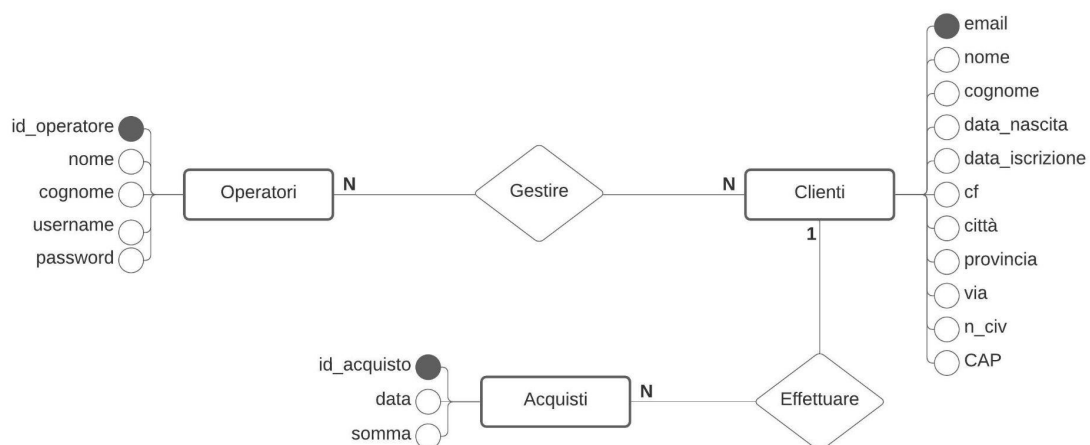 id_operatore
nome
cognome
username
password
Operatori
N
Gestire
N
Clienti
1
email
nome
cognome
data_nascita
data_iscrizione
cf
città
provincia
via
n_civ
CAP
id_acquisto
data
somma
Acquisti
N
Effettuare